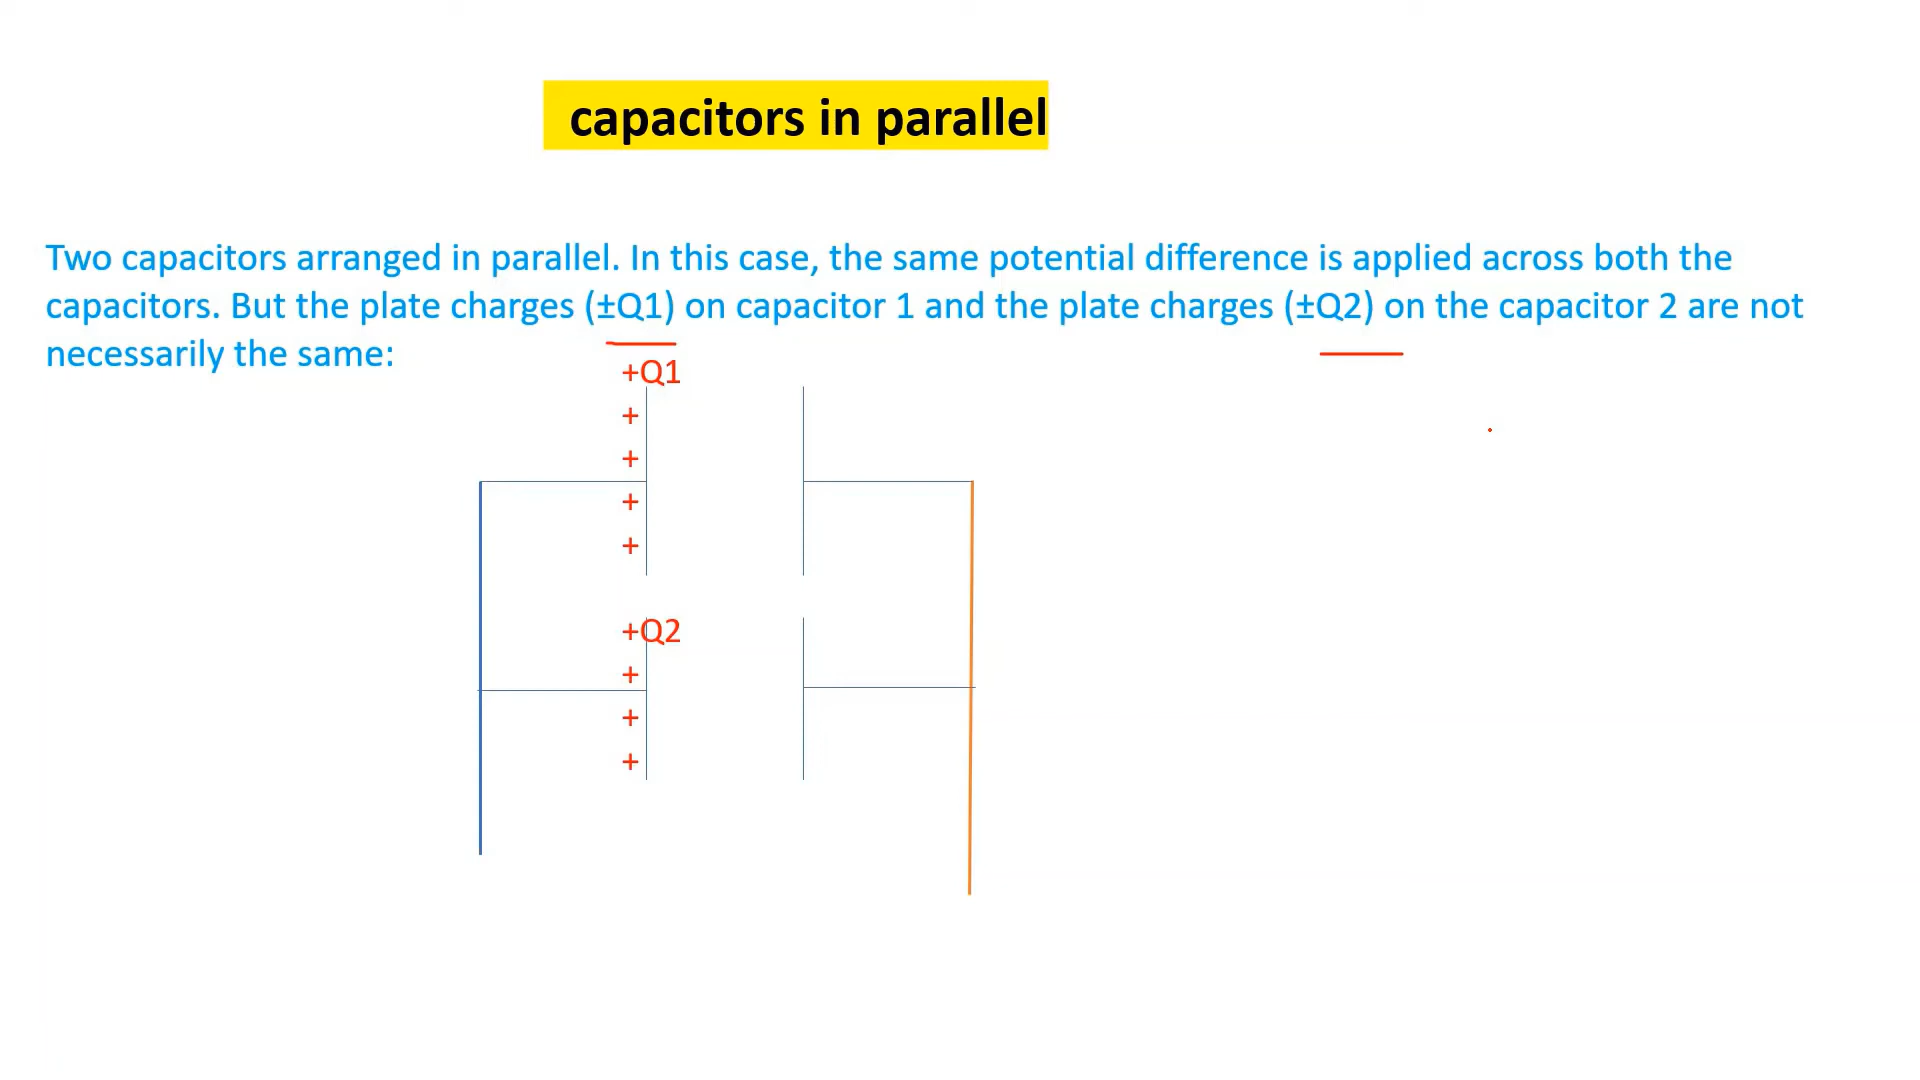 capacitors in parallel
Two capacitors arranged in parallel. In this case, the same potential difference is applied across both the
capacitors. But the plate charges (±Q1) on capacitor 1 and the plate charges (±Q2) on the capacitor 2 are not
necessarily the same:
+Q1
+
+
+
+
+Q2
+
+
+